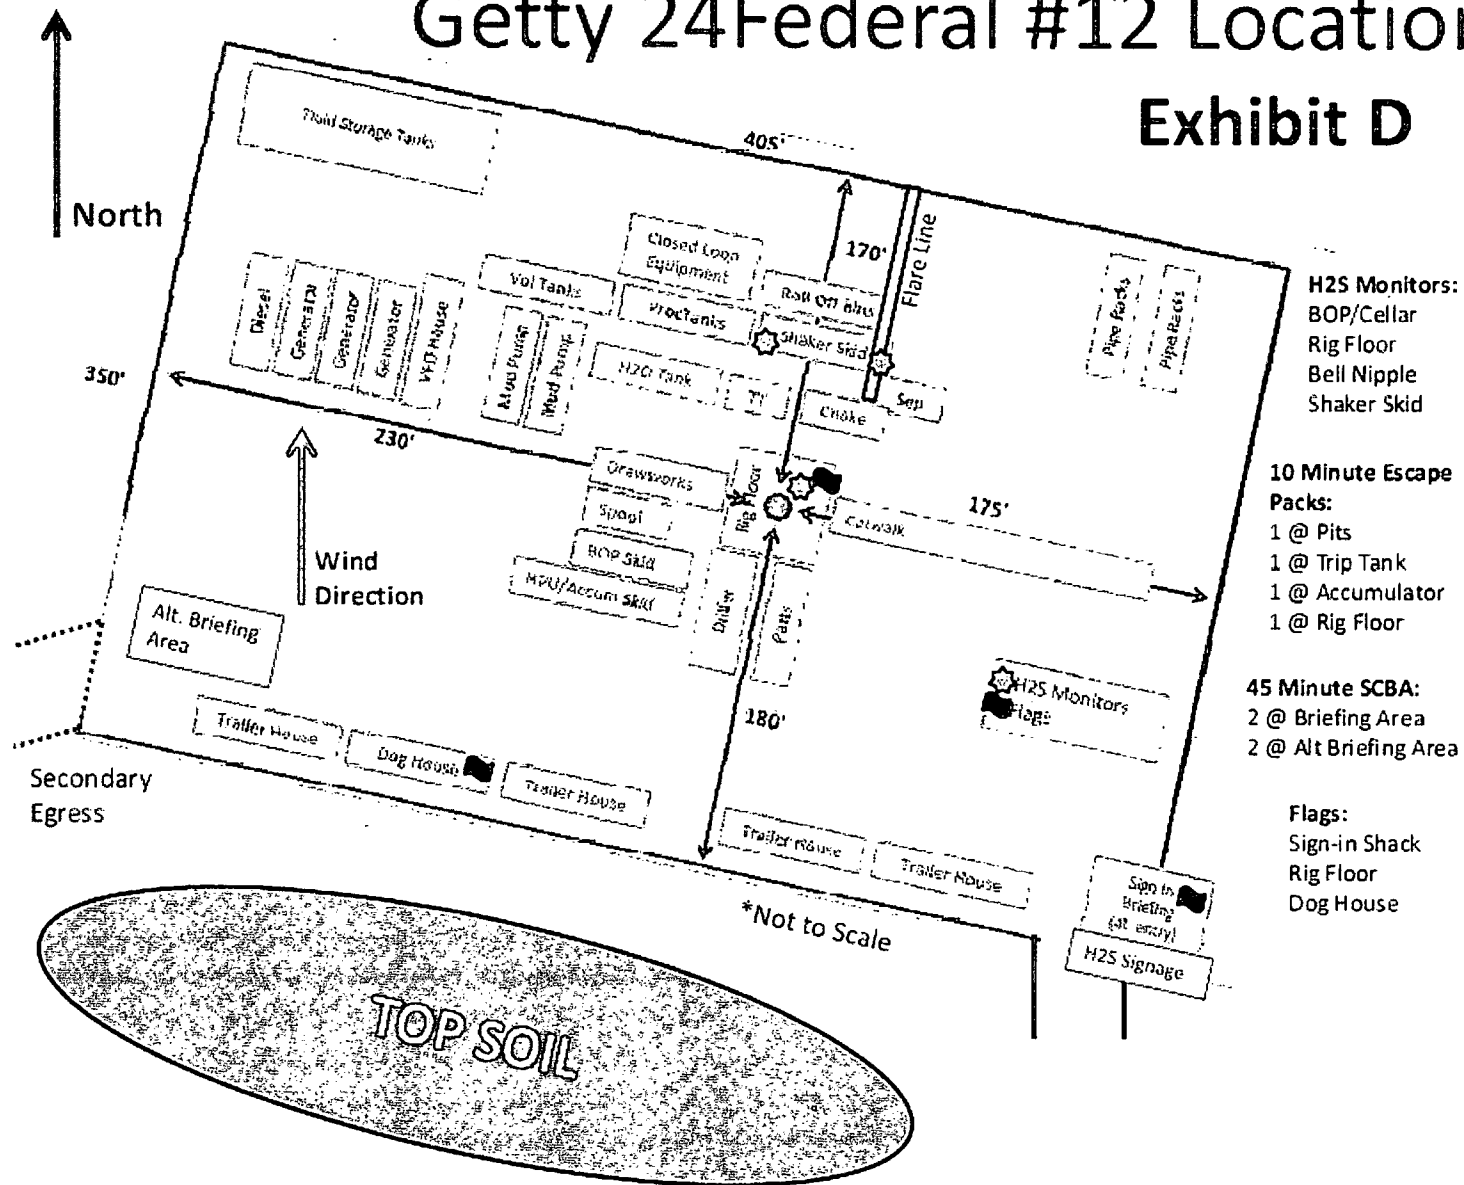 Getty 24Federal #12 Location
Exhibit D
North
Fluid Storage Tanks
405'
170'
Flare Line
Closed Loop
Equipment
Roll Off Bins
Vol Tanks
Proctanks
Shaker Skid
Diesel
Generator
Generator
Generator
VFD House
Mud Pump
Mud Pump
H2O Tank
TT
Choke
Sep
Pipe Racks
Pipe Racks
350'
230'
Wind
Direction
Drawsworks
Spool
BOP Skid
HPU/Accum Skid
Rig Floor
Catwalk
175'
Doller
Parts
180'
Alt. Briefing
Area
H2S Monitors
Flags
Trailer House
Dog House
Trailer House
Trailer House
Trailer House
Secondary
Egress
Sign In
Briefing
(at entry)
H2S Signage
*Not to Scale
TOP SOIL
H2S Monitors:
BOP/Cellar
Rig Floor
Bell Nipple
Shaker Skid
10 Minute Escape
Packs:
1 @ Pits
1 @ Trip Tank
1 @ Accumulator
1 @ Rig Floor
45 Minute SCBA:
2 @ Briefing Area
2 @ Alt Briefing Area
Flags:
Sign-in Shack
Rig Floor
Dog House